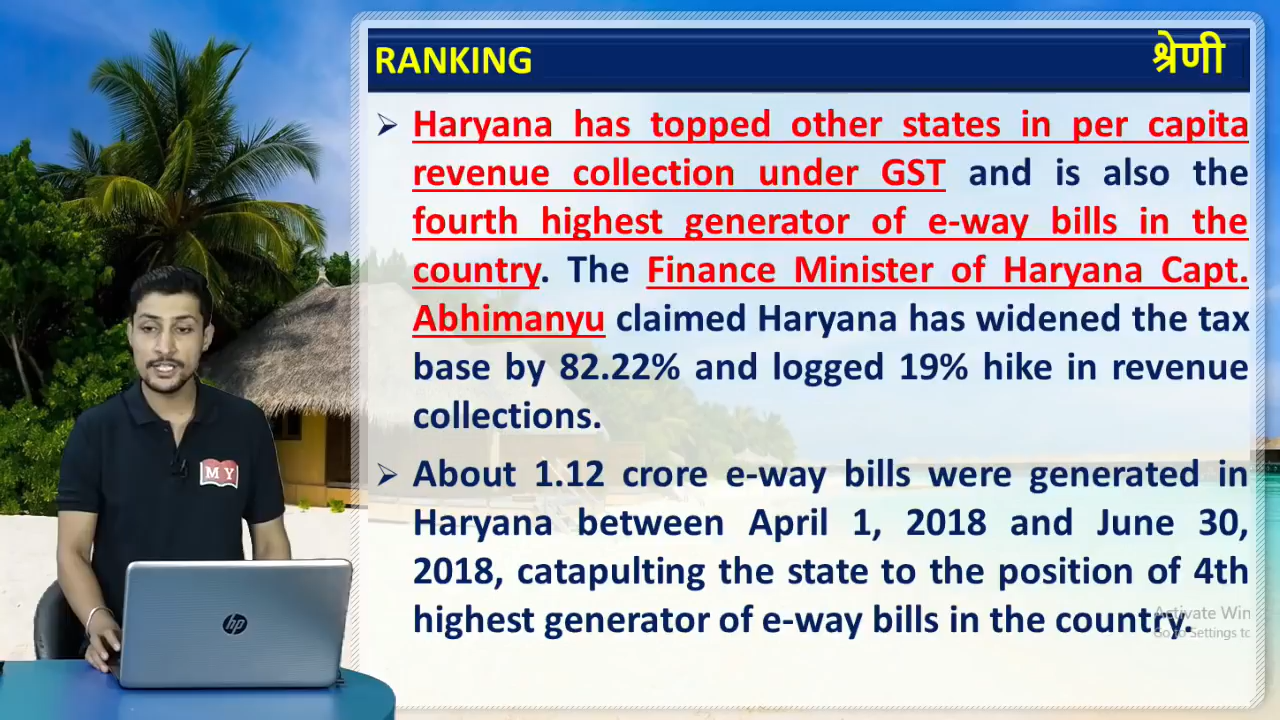 RANKING श्रेणी
Haryana has topped other states in per capita
revenue collection under GST and is also the
fourth highest generator of e-way bills in the
country. The Finance Minister of Haryana Capt.
Abhimanyu claimed Haryana has widened the tax
base by 82.22% and logged 19% hike in revenue
collections.
About 1.12 crore e-way bills were generated in
Haryana between April 1, 2018 and June 30,
2018, catapulting the state to the position of 4th
highest generator of e-way bills in the country.
Activate Win
Go to Settings to
M Y
hp